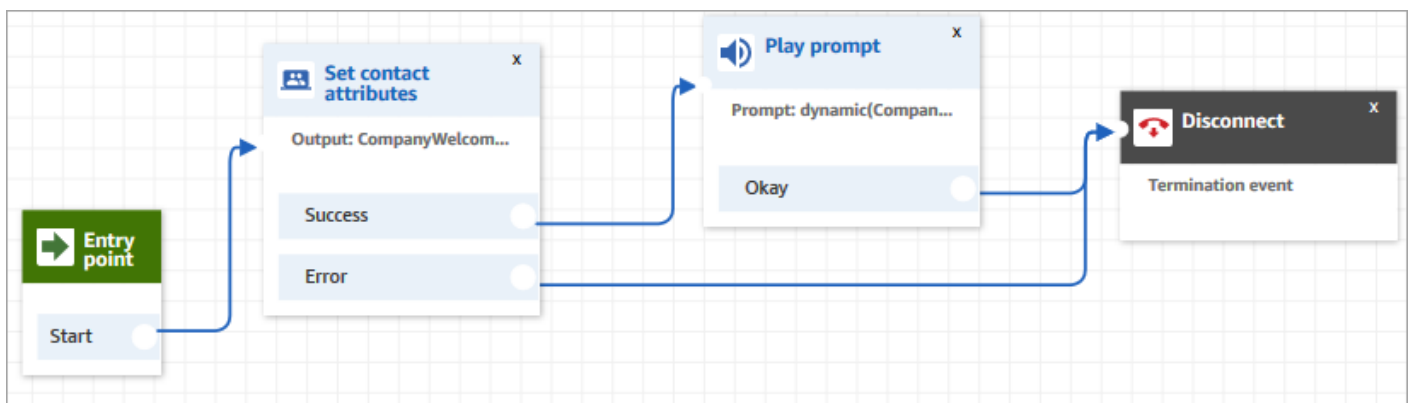 Entry
point
Start
x
Set contact
attributes
Output: CompanyWelcom...
Success
Error
x
Play prompt
Prompt: dynamic(Compan...
Okay
x
Disconnect
Termination event